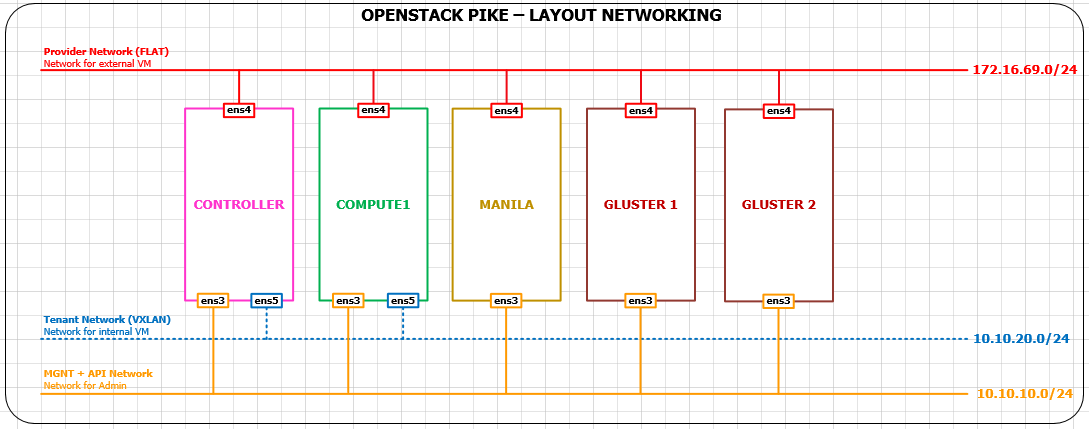 OPENSTACK PIKE – LAYOUT NETWORKING
Provider Network (FLAT)
Network for external VM
172.16.69.0/24
ens4 ens4 ens4 ens4 ens4
CONTROLLER COMPUTE1 MANILA GLUSTER 1 GLUSTER 2
ens3 ens5 ens3 ens5 ens3 ens3 ens3
Tenant Network (VXLAN)
Network for internal VM
10.10.20.0/24
MGNT + API Network
Network for Admin
10.10.10.0/24